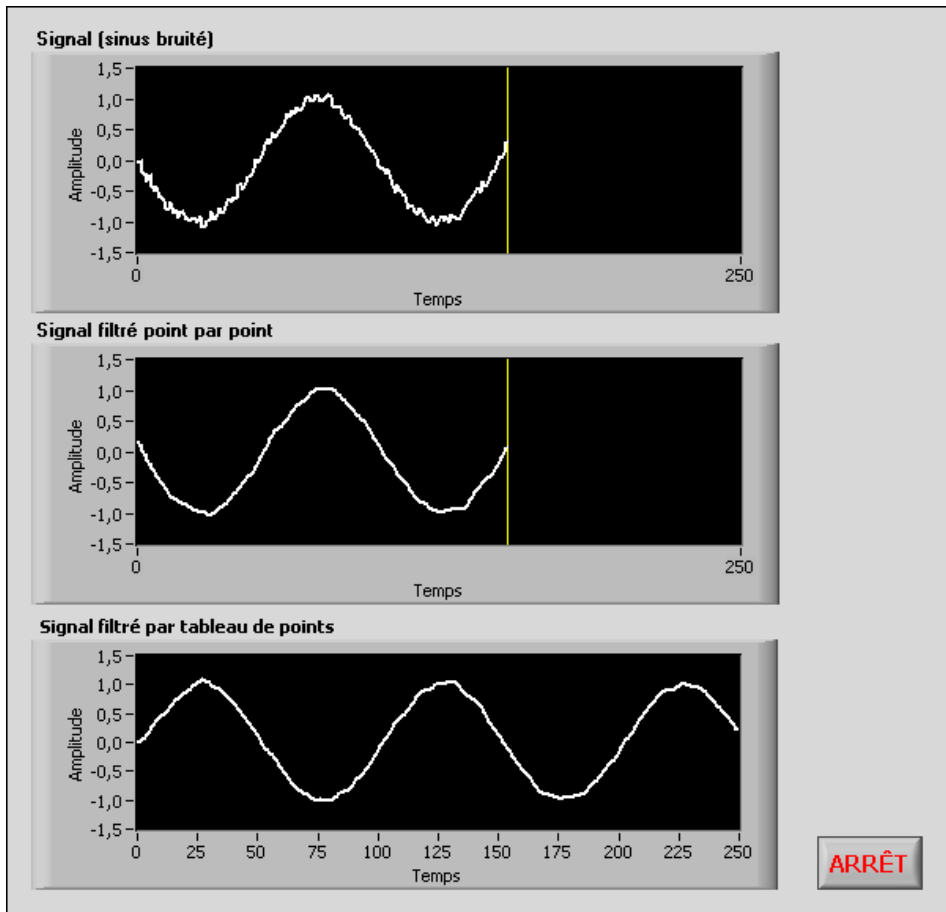 Signal (sinus bruité)
1,5
1,0
0,5
0,0
-0,5
-1,0
-1,5
Amplitude
0 250
Temps
Signal filtré point par point
1,5
1,0
0,5
0,0
-0,5
-1,0
-1,5
Amplitude
0 250
Temps
Signal filtré par tableau de points
1,5
1,0
0,5
0,0
-0,5
-1,0
-1,5
Amplitude
0 25 50 75 100 125 150 175 200 225 250
Temps
ARRÊT